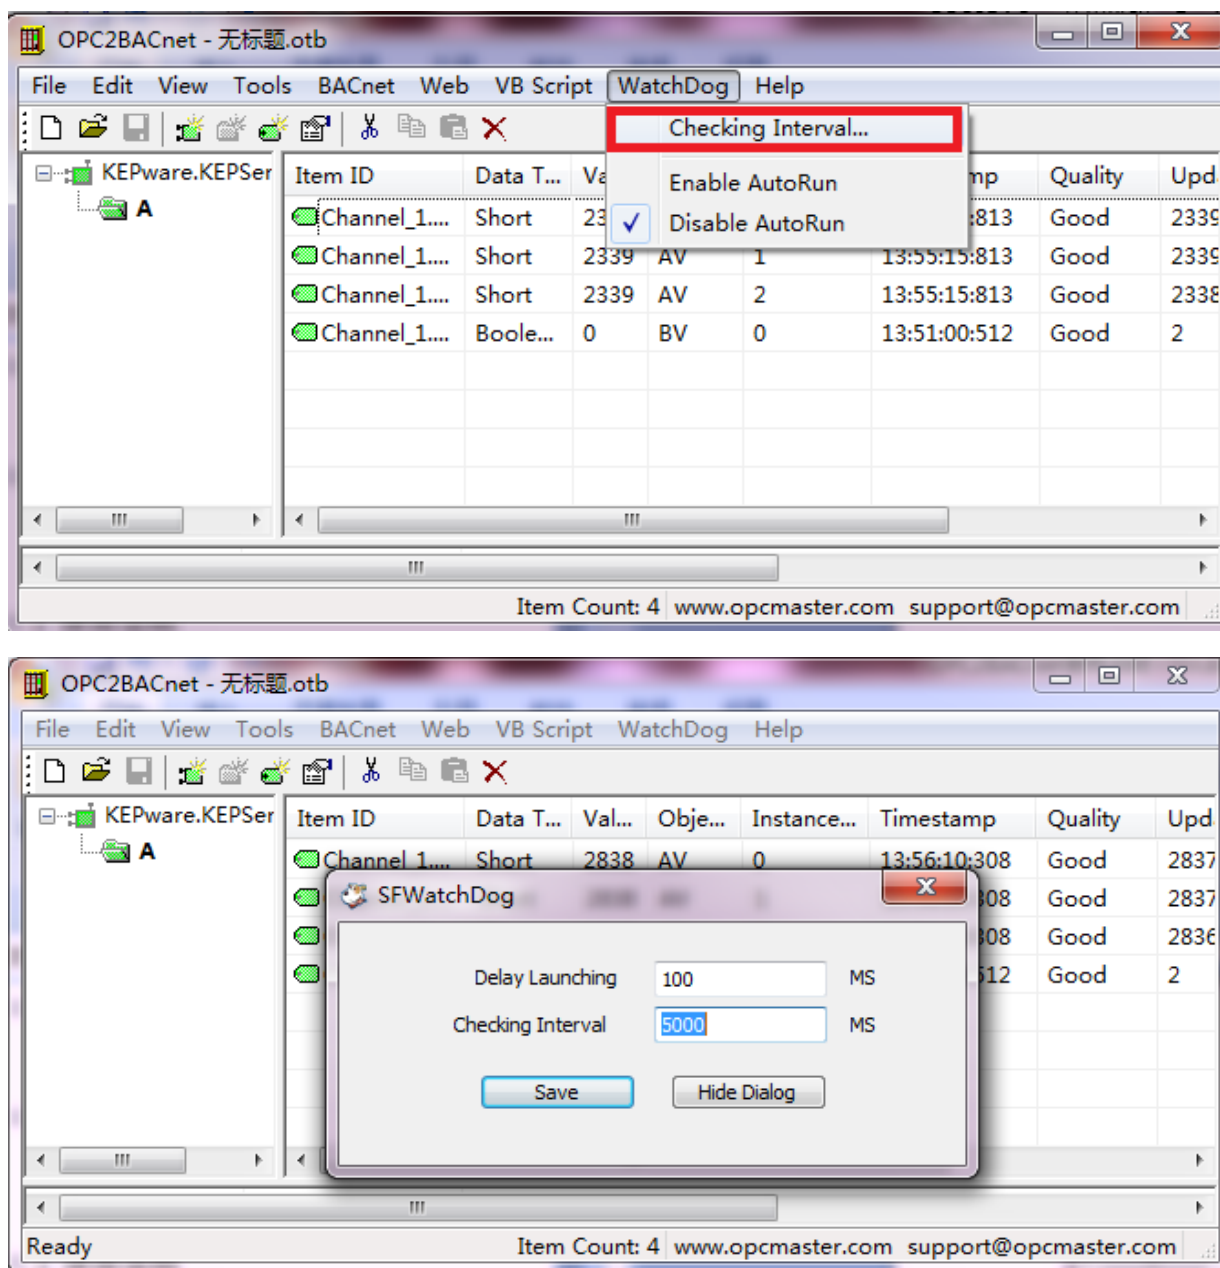 OPC2BACnet - 无标题.otb
File Edit View Tools BACnet Web VB Script WatchDog Help
Checking Interval...
Enable AutoRun
Disable AutoRun
KEPware.KEPSer
A
Item ID Data T... Quality
Channel_1.... Short :813 Good
Channel_1.... Short 2339 AV 1 13:55:15:813 Good 2339
Channel_1.... Short 2339 AV 2 13:55:15:813 Good 2338
Channel_1.... Boole... 0 BV 0 13:51:00:512 Good 2
Item Count: 4 www.opcmaster.com support@opcmaster.com
OPC2BACnet - 无标题.otb
File Edit View Tools BACnet Web VB Script WatchDog Help
KEPware.KEPSer
A
Item ID Data T... Val... Obje... Instance... Timestamp Quality Upd
Channel_1.... Short 2838 AV 0 13:56:10:308 Good 2837
308 Good 2837
308 Good 2836
512 Good 2
SFWatchDog
Delay Launching 100 MS
Checking Interval 5000 MS
Save Hide Dialog
Ready Item Count: 4 www.opcmaster.com support@opcmaster.com